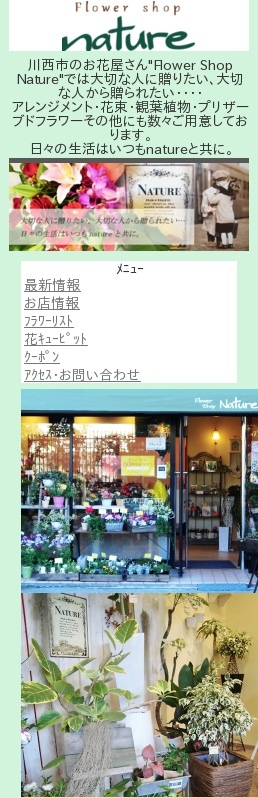 Flower shop
nature
川西市のお花屋さん"Flower Shop
Nature"では大切な人に贈りたい、大切
な人から贈られたい････
アレンジメント･花束･観葉植物･プリザー
ブドフラワーその他にも数々ご用意してお
ります。
日々の生活はいつもnatureと共に。
大切な人に贈りたい、大切な人から贈られたい…
日々の生活はいつも nature と共に。
NATURE
ﾒﾆｭｰ
最新情報
お店情報
ﾌﾗﾜｰﾘｽﾄ
花ｷｭｰﾋﾟｯﾄ
ｸｰﾎﾟﾝ
ｱｸｾｽ･お問い合わせ
Flower
Shop Nature
NATURE